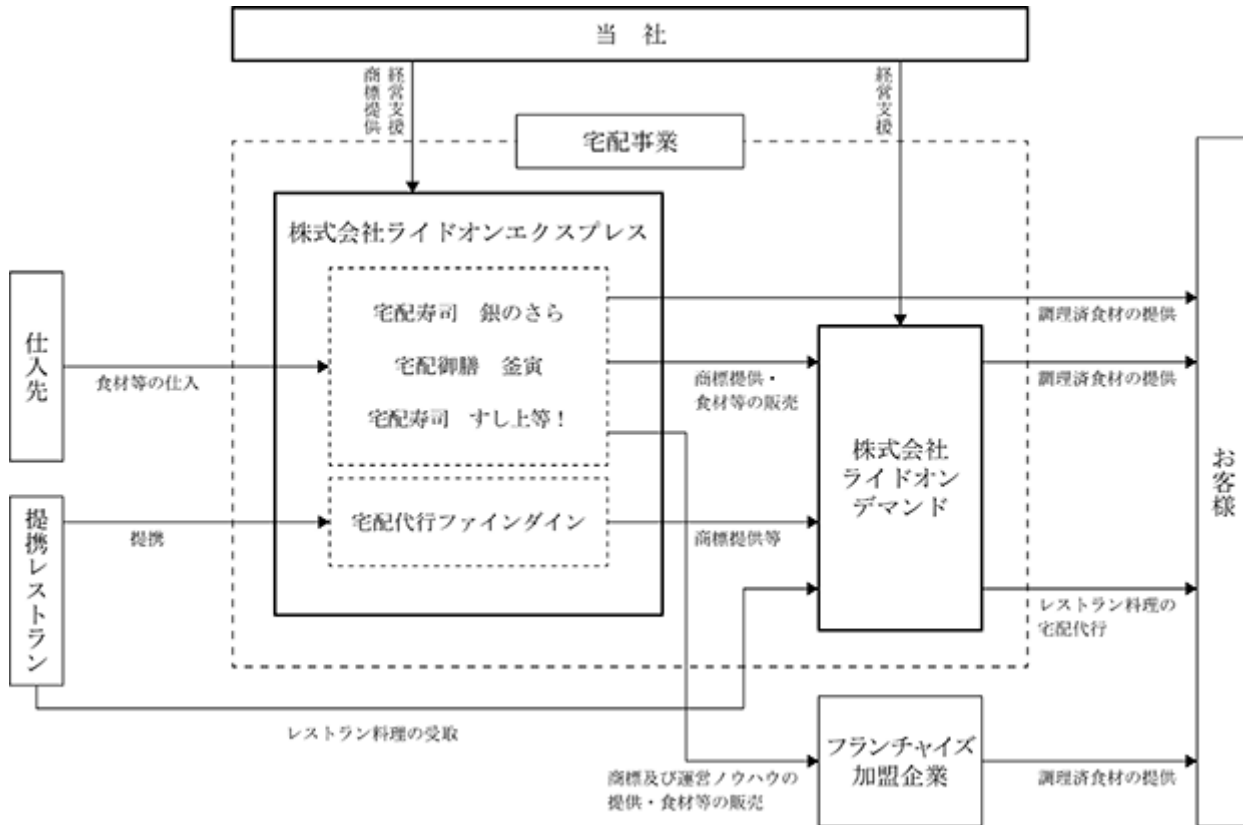 当　社
商標提供
経営支援
経営支援
宅配事業
株式会社ライドオンエクスプレス
宅配寿司　銀のさら
宅配御膳　釜寅
宅配寿司　すし上等！
宅配代行ファインダイン
仕入先
食材等の仕入
提携レストラン
提携
レストラン料理の受取
商標提供・
食材等の販売
商標提供等
商標及び運営ノウハウの
提供・食材等の販売
株式会社
ライドオン
デマンド
フランチャイズ
加盟企業
調理済食材の提供
調理済食材の提供
レストラン料理の
宅配代行
調理済食材の提供
お客様